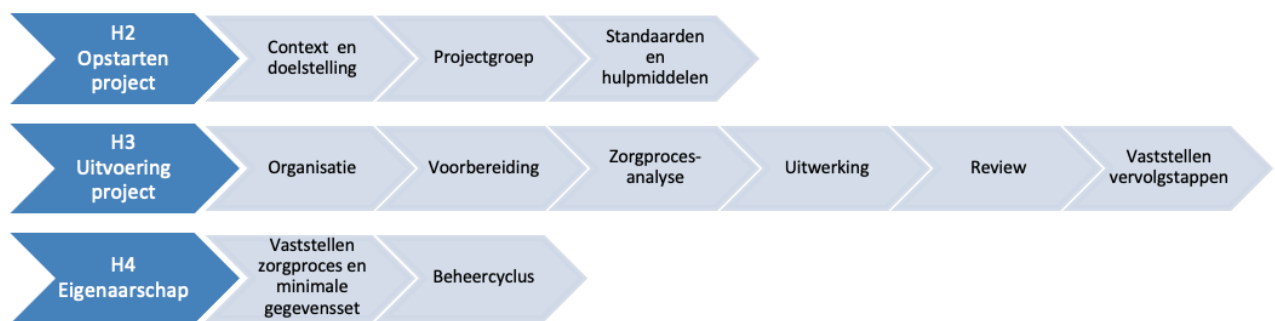 H2
Opstarten
project
Context en
doelstelling
Projectgroep
Standaarden
en
hulpmiddelen
H3
Uitvoering
project
Organisatie
Voorbereiding
Zorgproces-
analyse
Uitwerking
Review
Vaststellen
vervolgstappen
H4
Eigenaarschap
Vaststellen
zorgproces en
minimale
gegevensset
Beheercyclus